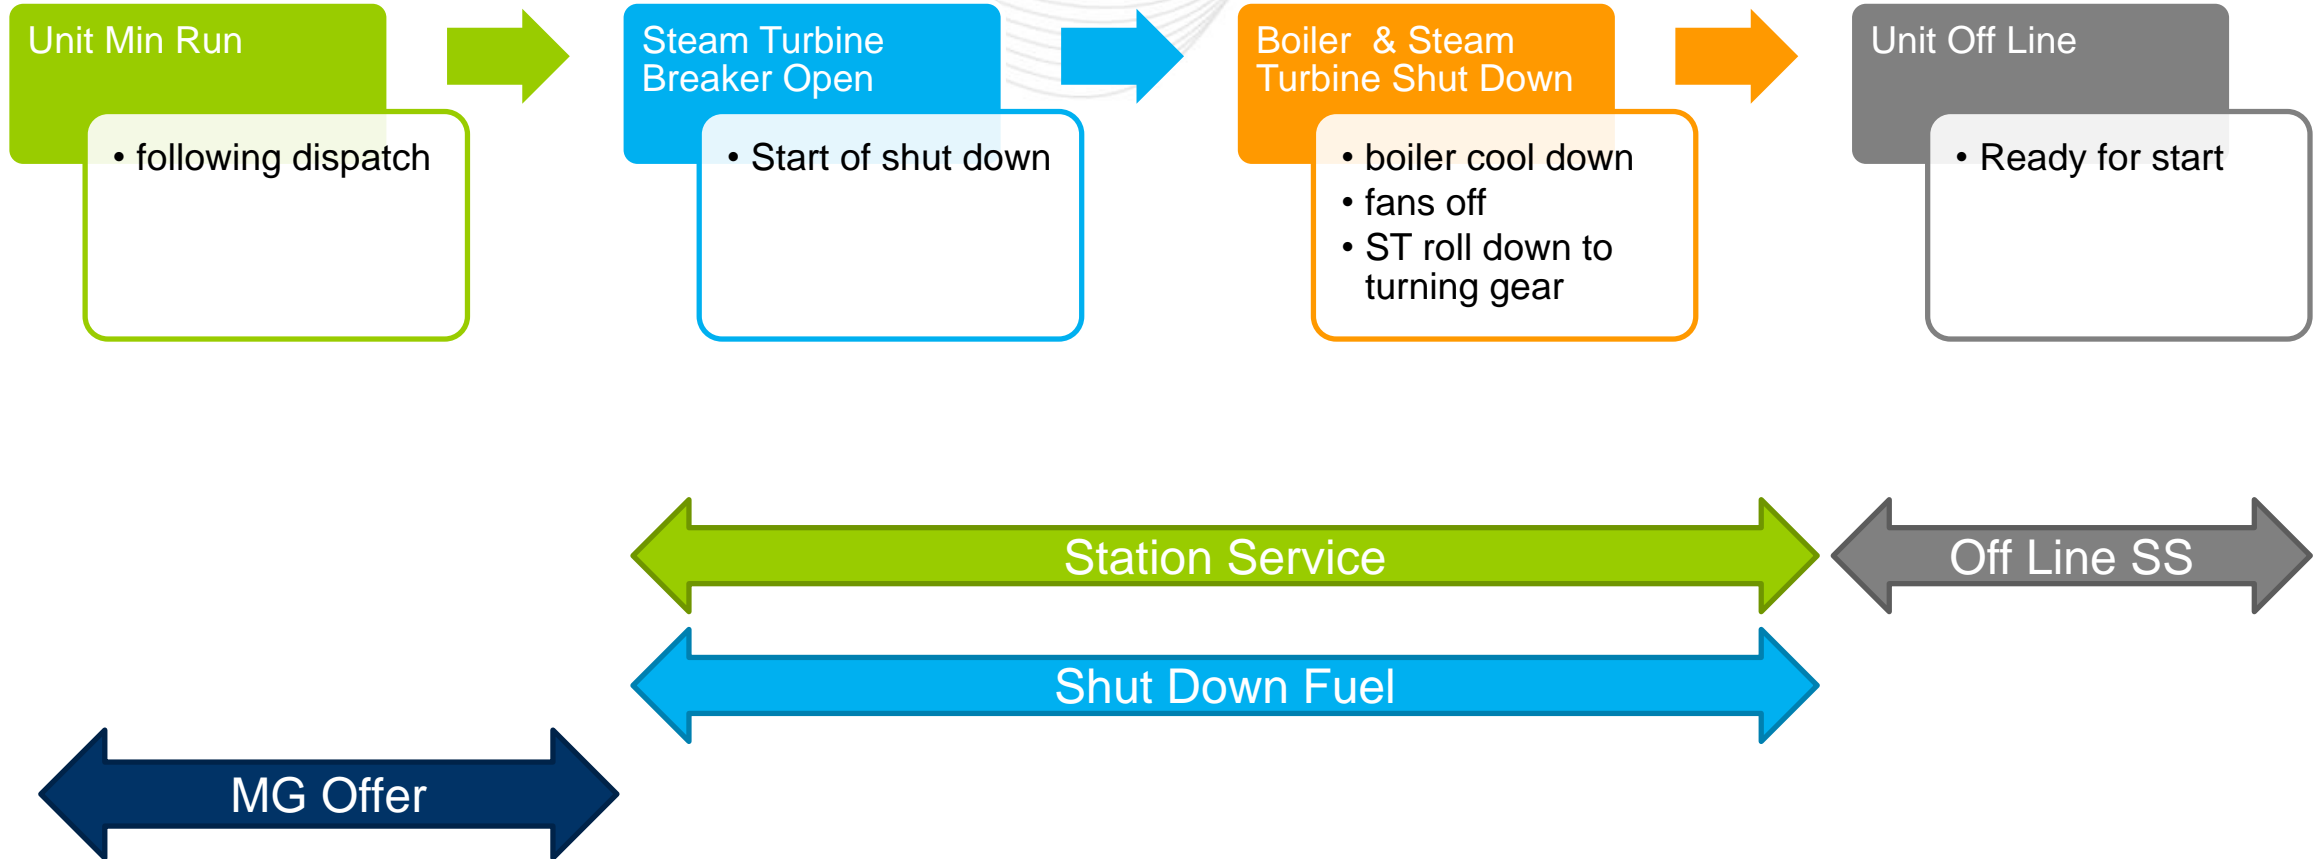 Unit Min Run
• following dispatch
Steam Turbine
Breaker Open
• Start of shut down
Boiler & Steam
Turbine Shut Down
• boiler cool down
• fans off
• ST roll down to
turning gear
Unit Off Line
• Ready for start
Station Service
Off Line SS
Shut Down Fuel
MG Offer